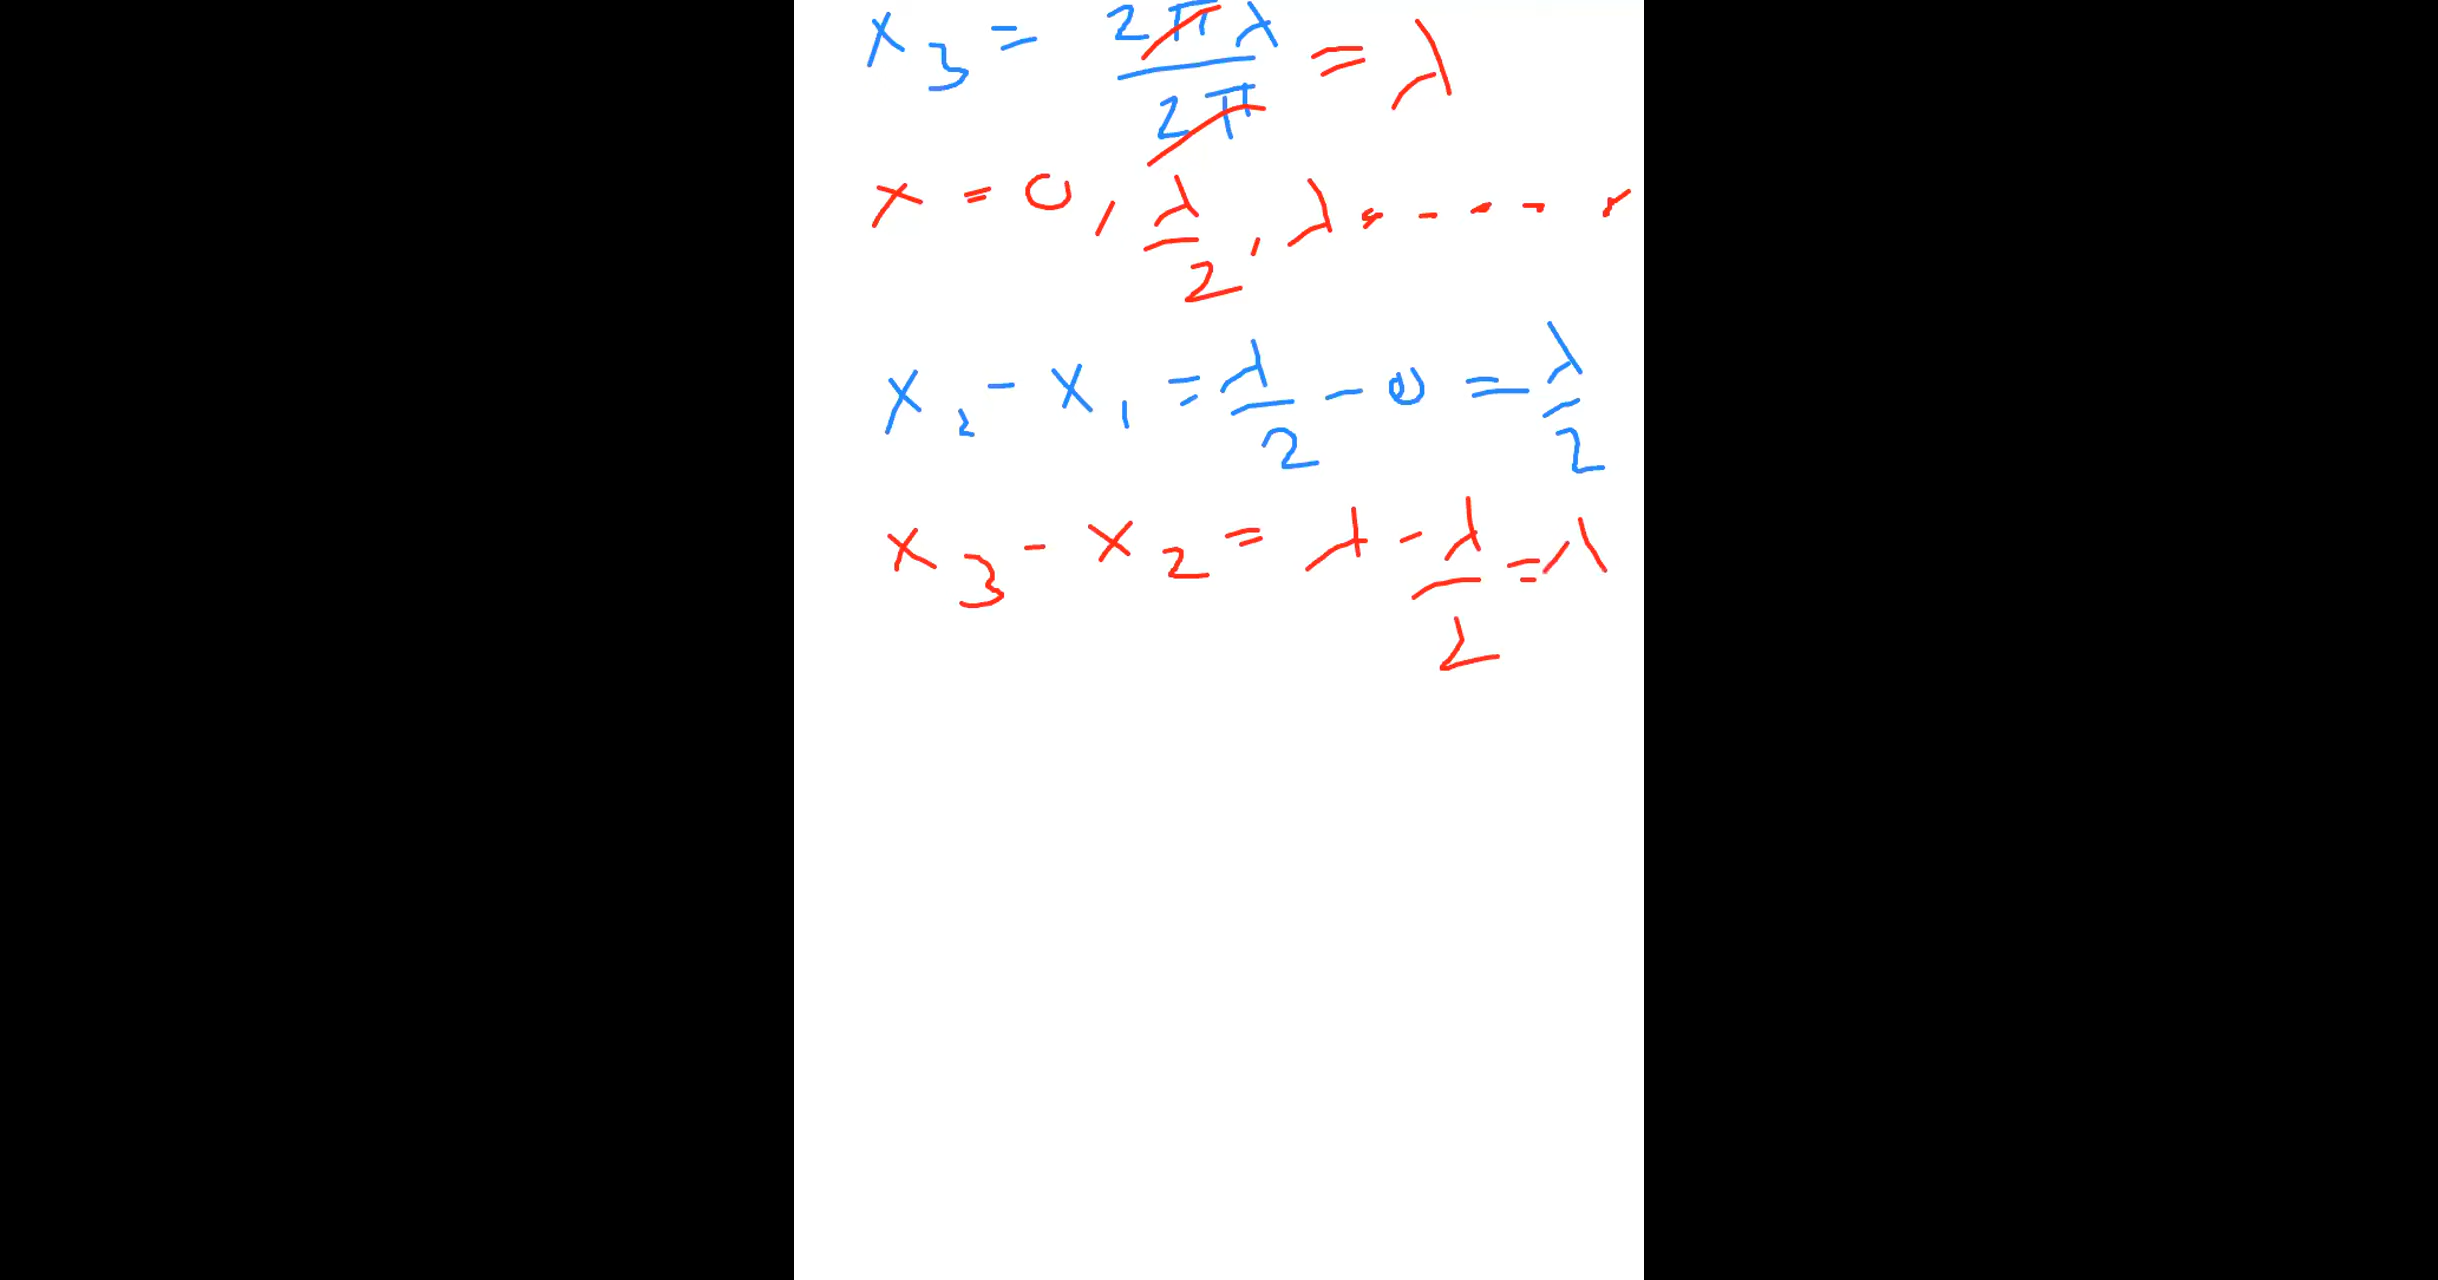 x₃ = 2πλ/2π = λ
x = 0, λ/2, λ, - - - -
x₂ - x₁ = λ/2 - 0 = λ/2
x₃ - x₂ = λ - λ/2 = λ